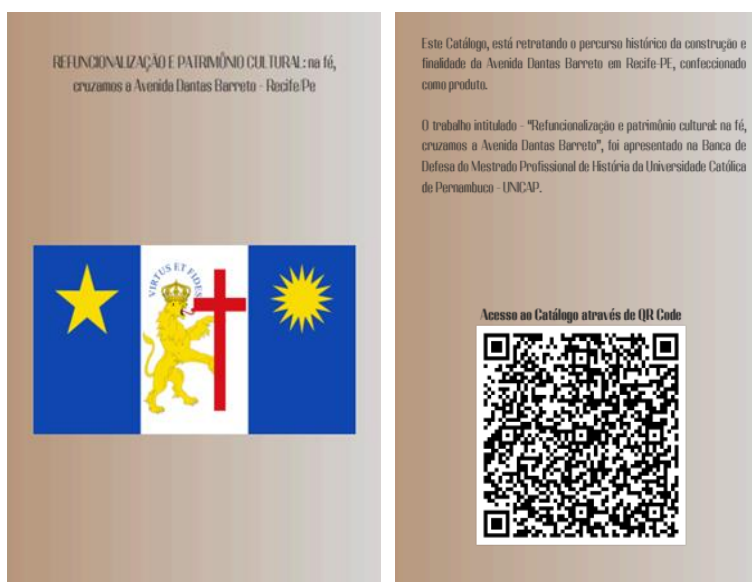 REFUNCIONALIZAÇÃO E PATRIMÔNIO CULTURAL: na fé,
cruzamos a Avenida Dantas Barreto - Recife/Pe
VIRTUS ET FIDES
Este Catálogo, está retratando o percurso histórico da construção e
finalidade da Avenida Dantas Barreto em Recife-PE, confeccionado
como produto.
O trabalho intitulado - “Refuncionalização e patrimônio cultural: na fé,
cruzamos a Avenida Dantas Barreto”, foi apresentado na Banca de
Defesa do Mestrado Profissional de História da Universidade Católica
de Pernambuco - UNICAP.
Acesso ao Catálogo através de QR Code